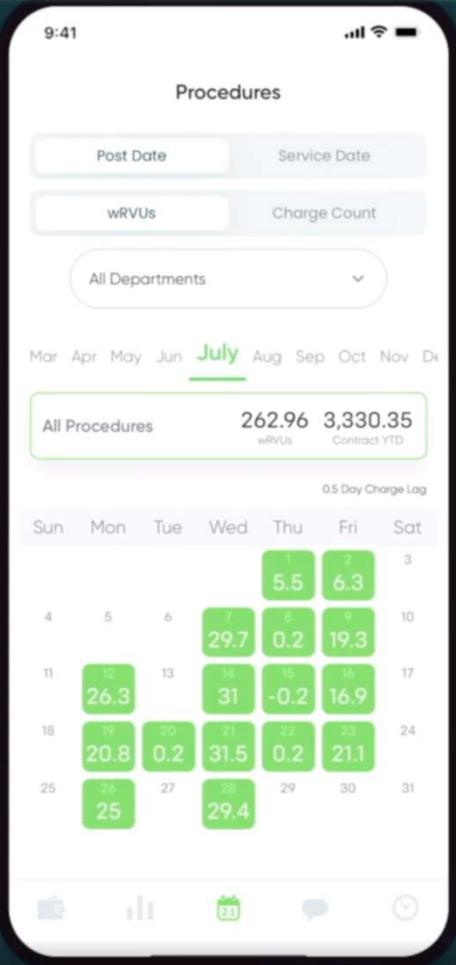 9:41
Procedures
Post Date Service Date
wRVUs Charge Count
All Departments
Mar Apr May Jun July Aug Sep Oct Nov De
All Procedures 262.96 3,330.35
wRVUs Contract YTD
0.5 Day Charge Lag
Sun Mon Tue Wed Thu Fri Sat
1 2 3
5.5 6.3
4 5 6 7 8 9 10
29.7 0.2 19.3
11 12 13 14 15 16 17
26.3 31 -0.2 16.9
18 19 20 21 22 23 24
20.8 0.2 31.5 0.2 21.1
25 26 27 28 29 30 31
25 29.4
21